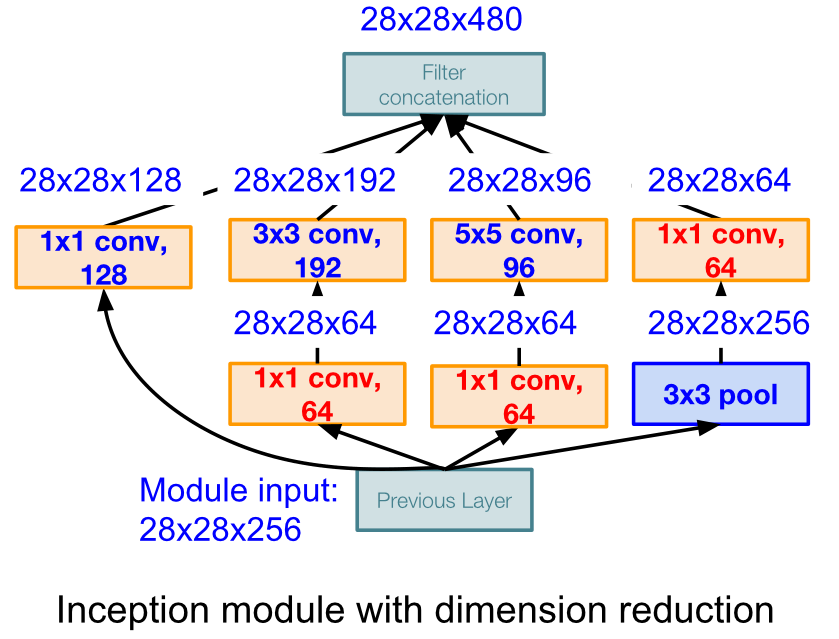 28x28x480
Filter
concatenation
28x28x128
28x28x192
28x28x96
28x28x64
1x1 conv,
128
3x3 conv,
192
5x5 conv,
96
1x1 conv,
64
28x28x64
28x28x64
28x28x256
1x1 conv,
64
1x1 conv,
64
3x3 pool
Module input:
28x28x256
Previous Layer
Inception module with dimension reduction